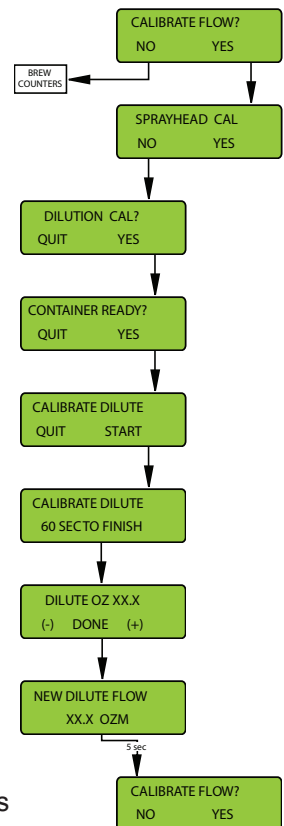 CALIBRATE FLOW?
NO YES
BREW
COUNTERS
SPRAYHEAD CAL
NO YES
DILUTION CAL?
QUIT YES
CONTAINER READY?
QUIT YES
CALIBRATE DILUTE
QUIT START
CALIBRATE DILUTE
60 SECTO FINISH
DILUTE OZ XX.X
(-) DONE (+)
NEW DILUTE FLOW
XX.X OZM
5 sec
CALIBRATE FLOW?
NO YES
s